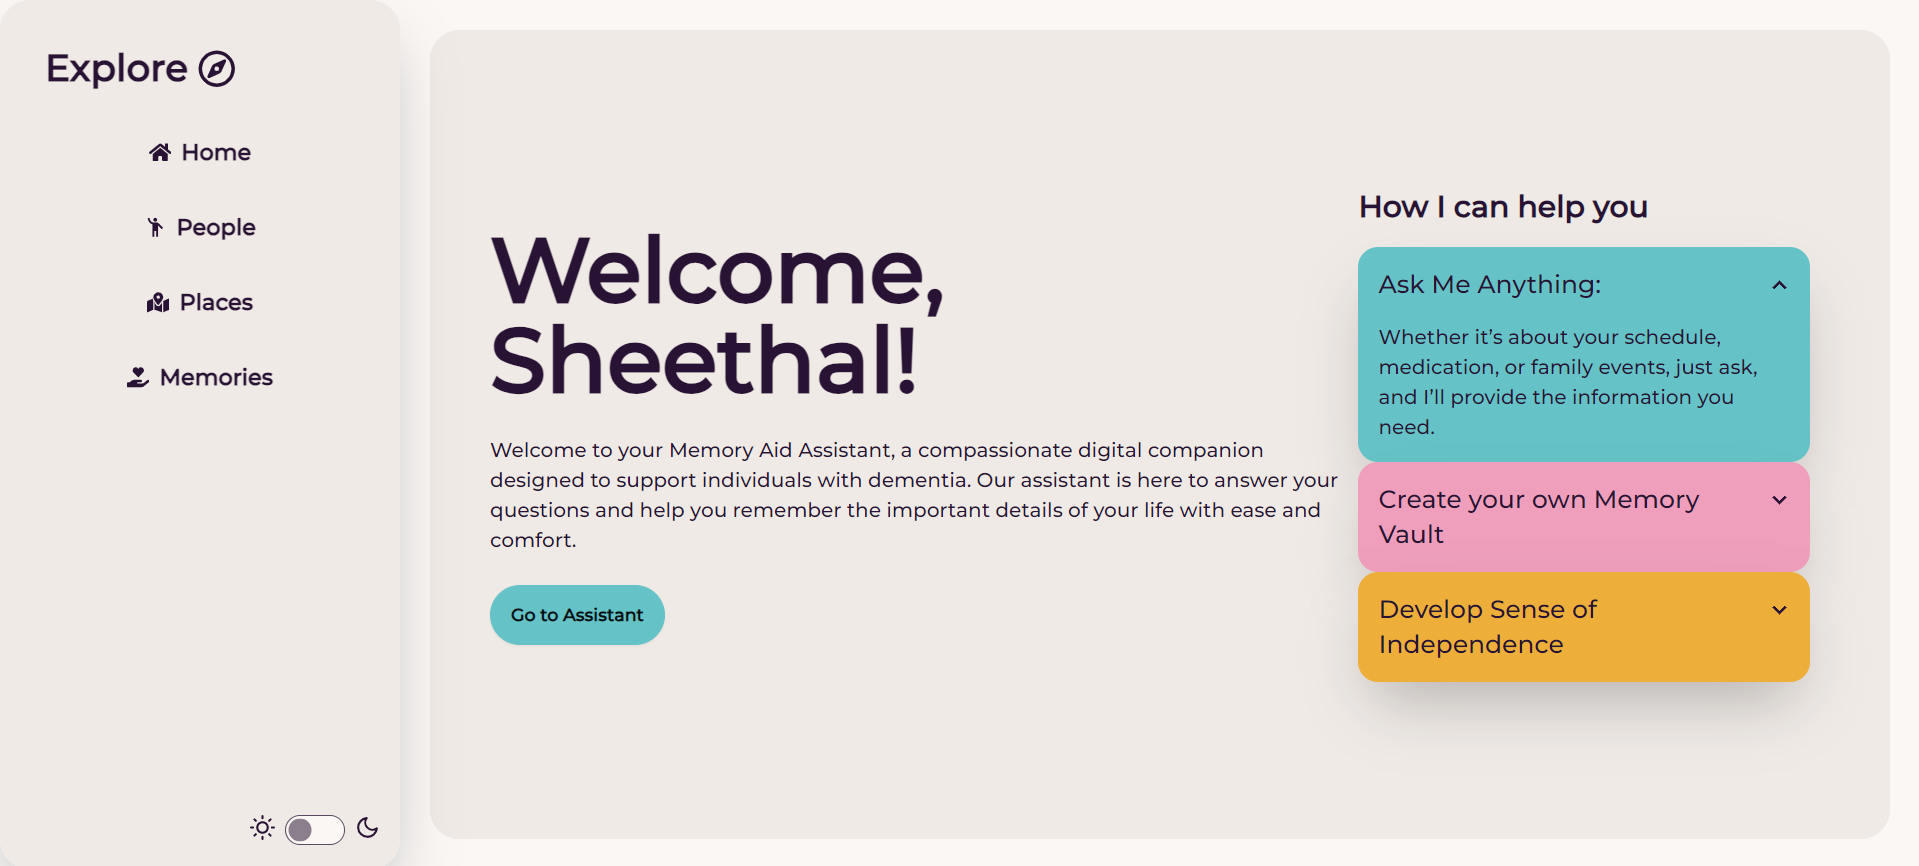 Explore
Home
People
Places
Memories
Welcome,
Sheethal!
Welcome to your Memory Aid Assistant, a compassionate digital companion
designed to support individuals with dementia. Our assistant is here to answer your
questions and help you remember the important details of your life with ease and
comfort.
Go to Assistant
How I can help you
Ask Me Anything:
Whether it’s about your schedule,
medication, or family events, just ask,
and I’ll provide the information you
need.
Create your own Memory
Vault
Develop Sense of
Independence